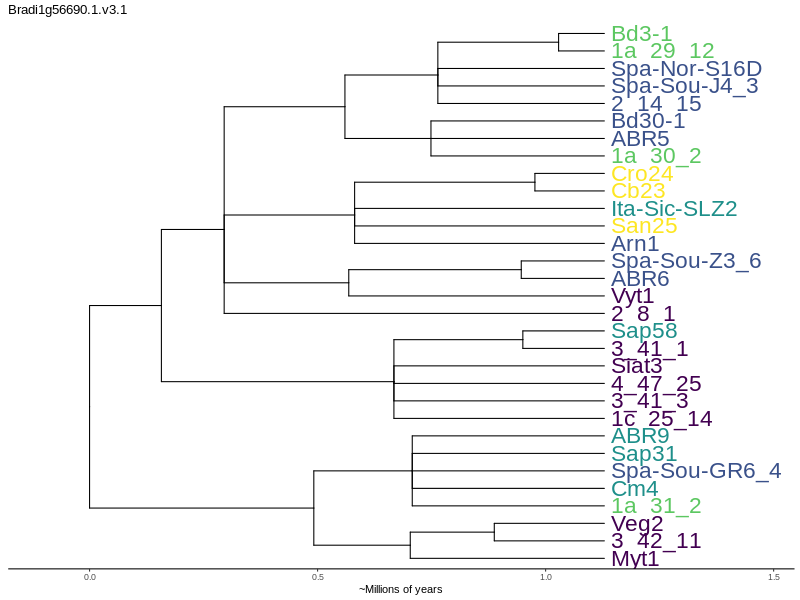 Bradi1g56690.1.v3.1
Bd3-1
1a_29_12
Spa-Nor-S16D
Spa-Sou-J4_3
2_14_15
Bd30-1
ABR5
1a_30_2
Cro24
Cb23
Ita-Sic-SLZ2
San25
Arn1
Spa-Sou-Z3_6
ABR6
Vyt1
2_8_1
Sap58
3_41_1
Siat3
4_47_25
3_41_3
1c_25_14
ABR9
Sap31
Spa-Sou-GR6_4
Cm4
1a_31_2
Veg2
3_42_11
Myt1
0.0 0.5 1.0 1.5
~Millions of years